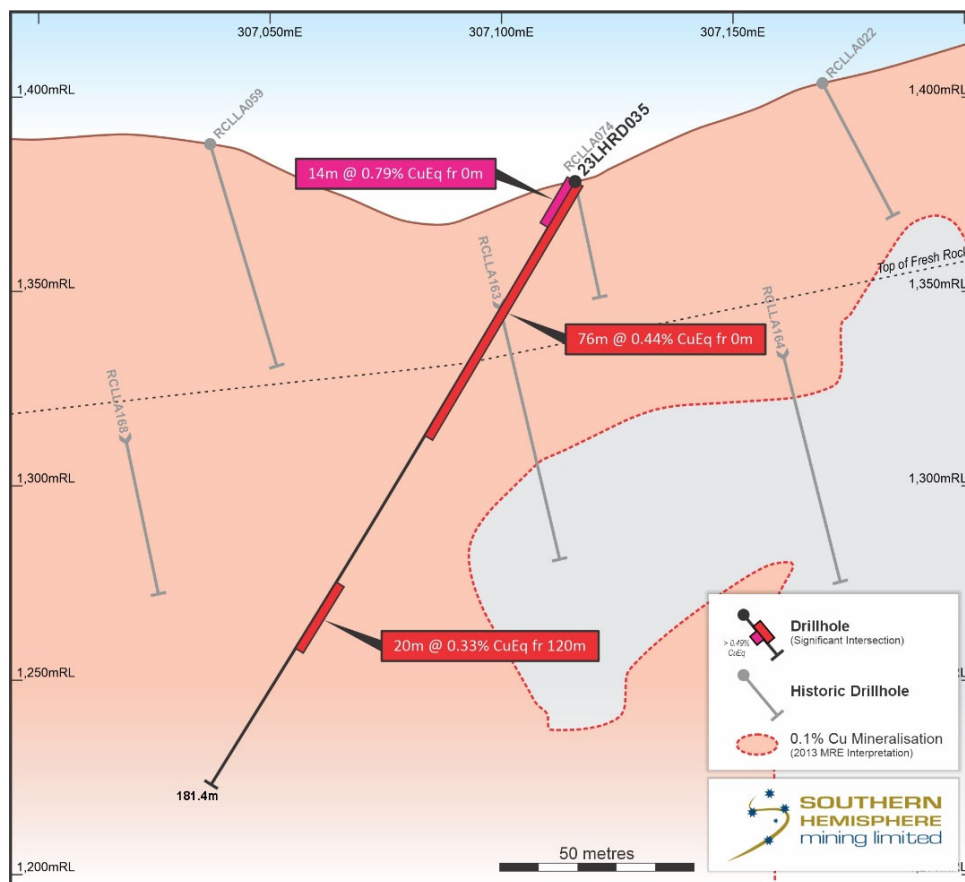 307,050mE
307,100mE
307,150mE
1,400mRL
1,400mRL
RCLLA059
RCLLA022
RCLLA074
23LHRD035
14m @ 0.79% CuEq fr 0m
RCLLA163
Top of Fresh Rock
1,350mRL
1,350mRL
76m @ 0.44% CuEq fr 0m
RCLLA164
RCLLA168
1,300mRL
1,300mRL
20m @ 0.33% CuEq fr 120m
1,250mRL
181.4m
> 0.49%
CuEq
Drillhole
(Significant Intersection)
Historic Drillhole
0.1% Cu Mineralisation
(2013 MRE Interpretation)
SOUTHERN
HEMISPHERE
mining limited
50 metres
1,200mRL